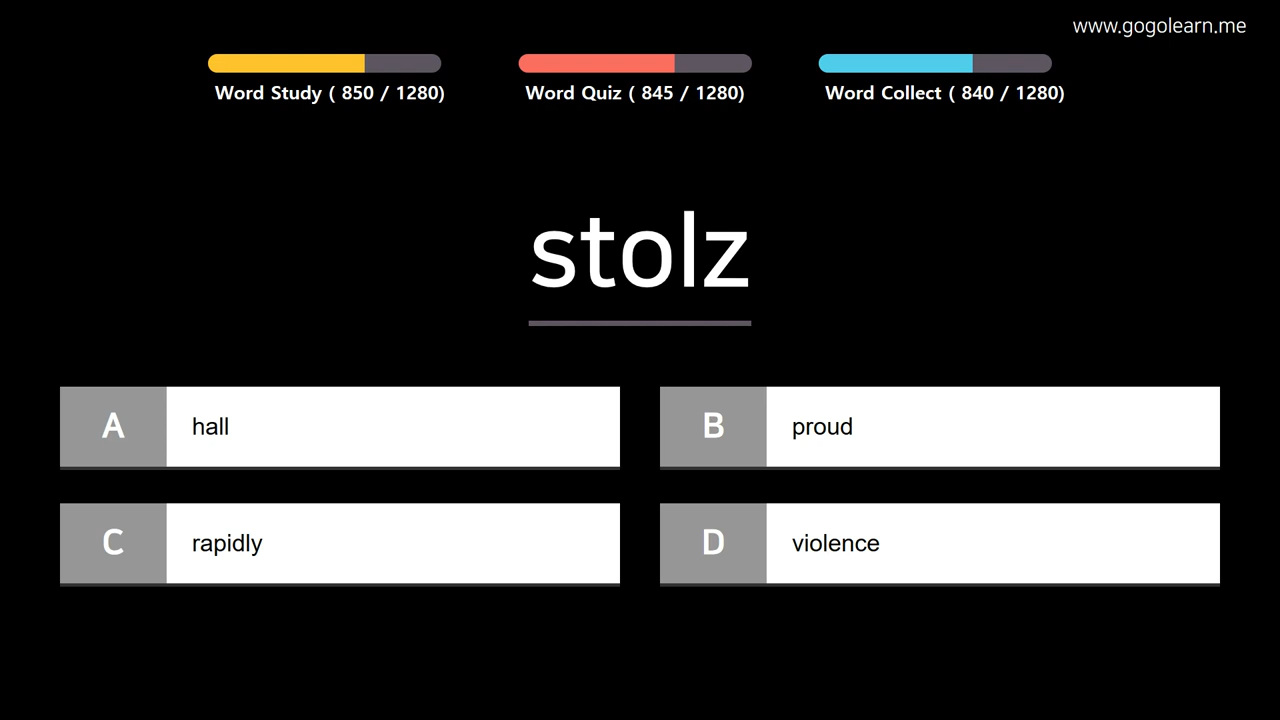 www.gogolearn.me
Word Study ( 850 / 1280)
Word Quiz ( 845 / 1280)
Word Collect ( 840 / 1280)
stolz
A hall
B proud
C rapidly
D violence